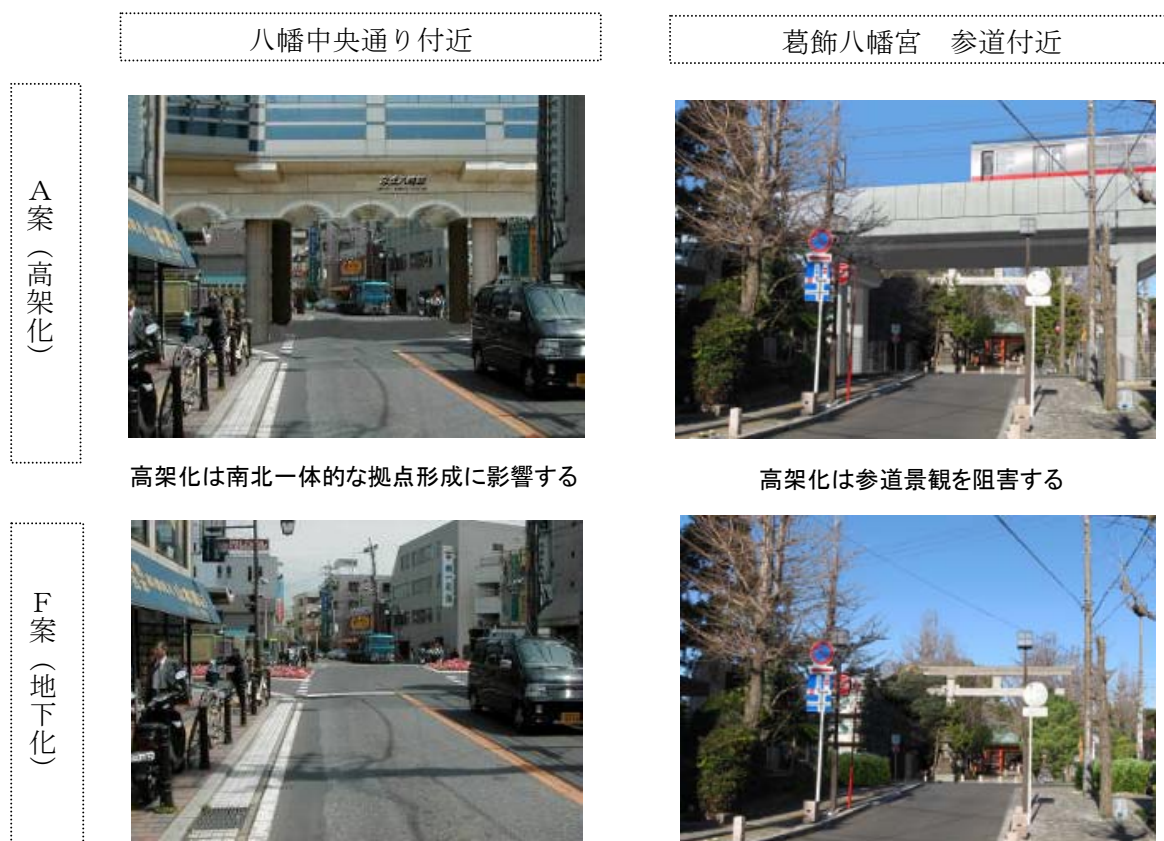 八幡中央通り付近
葛飾八幡宮　参道付近
A案（高架化）
高架化は南北一体的な拠点形成に影響する
高架化は参道景観を阻害する
F案（地下化）